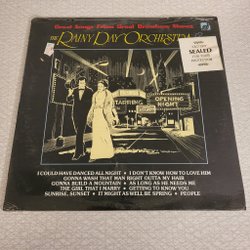 Great Songs From Great Broadway Shows
THE RAINY DAY ORCHESTRA
SEALED
STARRING
OPENING
NIGHT
I COULD HAVE DANCED ALL NIGHT • I DON'T KNOW HOW TO LOVE HIM
GONNA WASH THAT MAN RIGHT OUTTA MY HAIR
GONNA BUILD A MOUNTAIN • AS LONG AS HE NEEDS ME
THE GIRL THAT I MARRY • GETTING TO KNOW YOU
SUNRISE, SUNSET • IT MIGHT AS WELL BE SPRING • PEOPLE